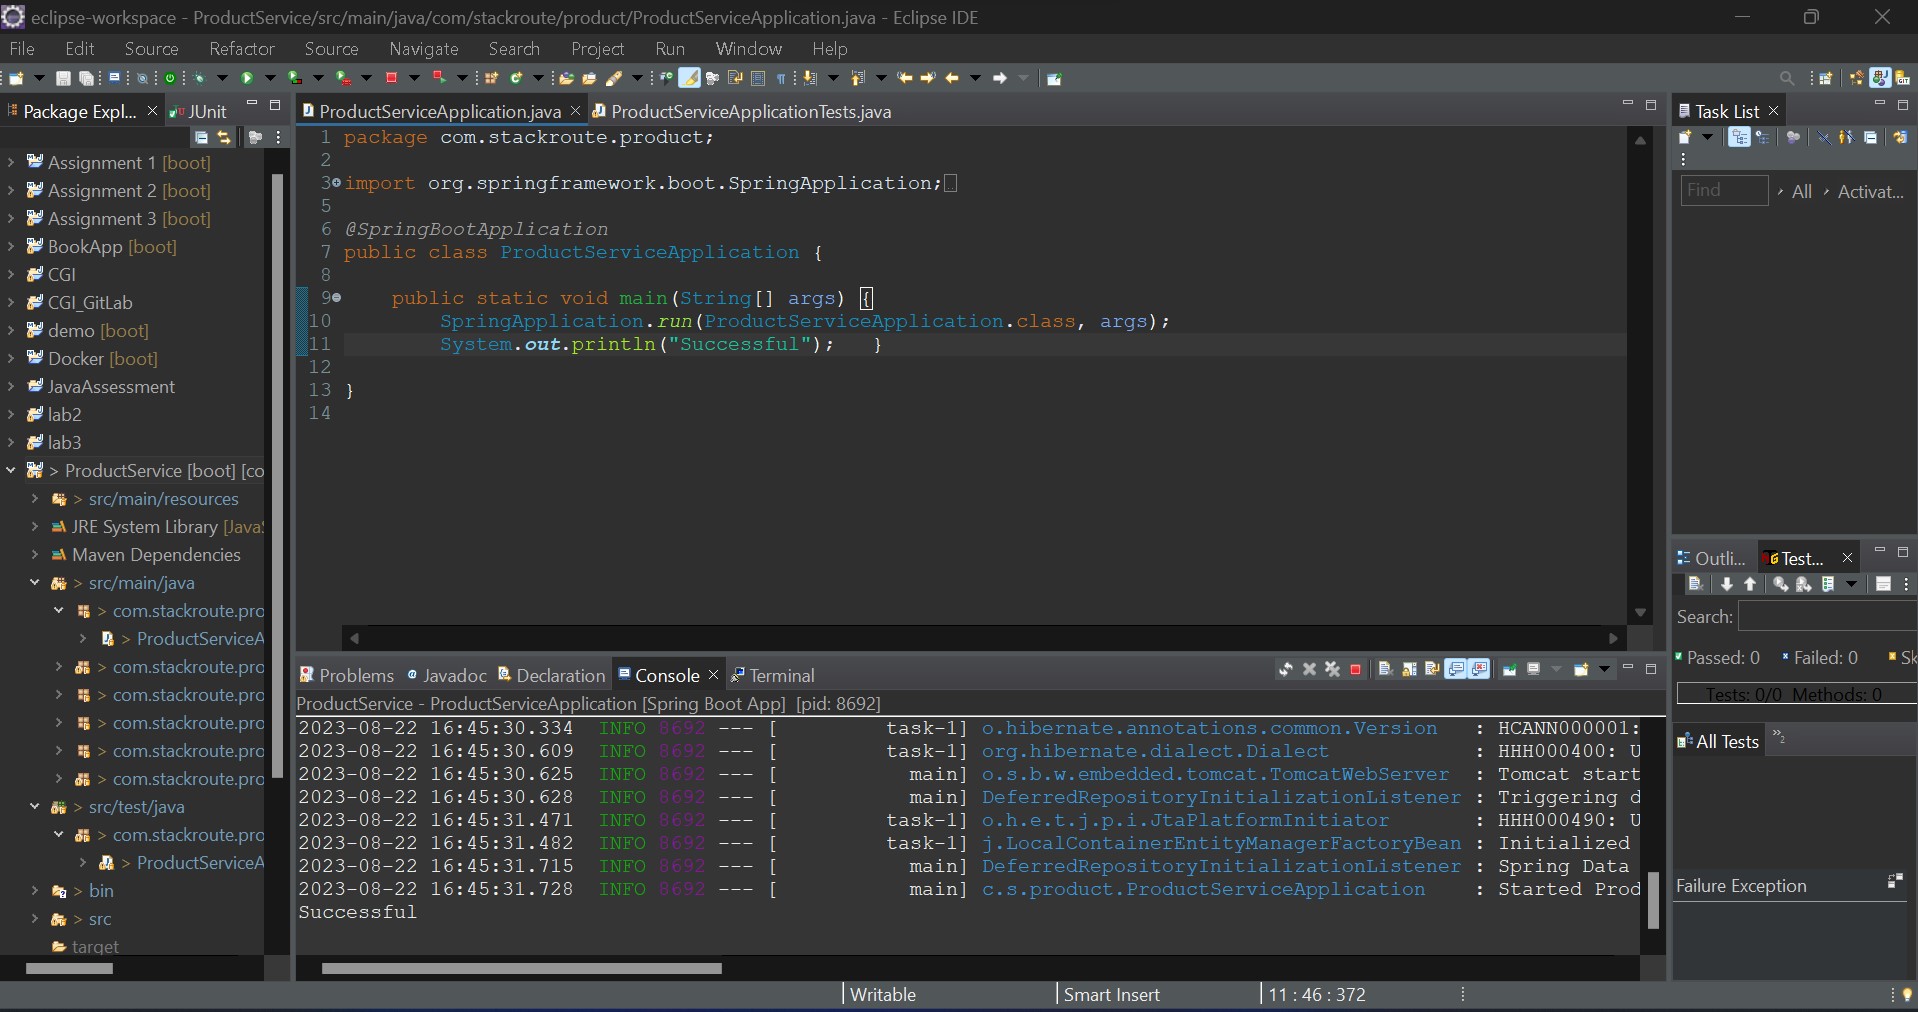 eclipse-workspace - ProductService/src/main/java/com/stackroute/product/ProductServiceApplication.java - Eclipse IDE
File Edit Source Refactor Source Navigate Search Project Run Window Help
Package Expl... JUnit
Assignment 1 [boot]
Assignment 2 [boot]
Assignment 3 [boot]
BookApp [boot]
CGI
CGI_GitLab
demo [boot]
Docker [boot]
JavaAssessment
lab2
lab3
> ProductService [boot] [co
> src/main/resources
JRE System Library [JavaS
Maven Dependencies
> src/main/java
> com.stackroute.pro
> ProductServiceA
> com.stackroute.pro
> com.stackroute.pro
> com.stackroute.pro
> com.stackroute.pro
> com.stackroute.pro
> src/test/java
> com.stackroute.pro
> ProductServiceA
> bin
> src
target
ProductServiceApplication.java ProductServiceApplicationTests.java
1 package com.stackroute.product;
2
3 import org.springframework.boot.SpringApplication;
5
6 @SpringBootApplication
7 public class ProductServiceApplication {
8
9 public static void main(String[] args) {
10 SpringApplication.run(ProductServiceApplication.class, args);
11 System.out.println("Successful"); }
12
13 }
14
Problems Javadoc Declaration Console Terminal
ProductService - ProductServiceApplication [Spring Boot App] [pid: 8692]
2023-08-22 16:45:30.334 INFO 8692 --- [ task-1] o.hibernate.annotations.common.Version : HCANN000001:
2023-08-22 16:45:30.609 INFO 8692 --- [ task-1] org.hibernate.dialect.Dialect : HHH000400: U
2023-08-22 16:45:30.625 INFO 8692 --- [ main] o.s.b.w.embedded.tomcat.TomcatWebServer : Tomcat start
2023-08-22 16:45:30.628 INFO 8692 --- [ main] DeferredRepositoryInitializationListener : Triggering d
2023-08-22 16:45:31.471 INFO 8692 --- [ task-1] o.h.e.t.j.p.i.JtaPlatformInitiator : HHH000490: U
2023-08-22 16:45:31.482 INFO 8692 --- [ task-1] j.LocalContainerEntityManagerFactoryBean : Initialized
2023-08-22 16:45:31.715 INFO 8692 --- [ main] DeferredRepositoryInitializationListener : Spring Data
2023-08-22 16:45:31.728 INFO 8692 --- [ main] c.s.product.ProductServiceApplication : Started Prod
Successful
Task List
Find All Activat...
Outli... Test...
Search:
Passed: 0 Failed: 0 Sk
Tests: 0/0 Methods: 0
All Tests »2
Failure Exception
Writable Smart Insert 11 : 46 : 372